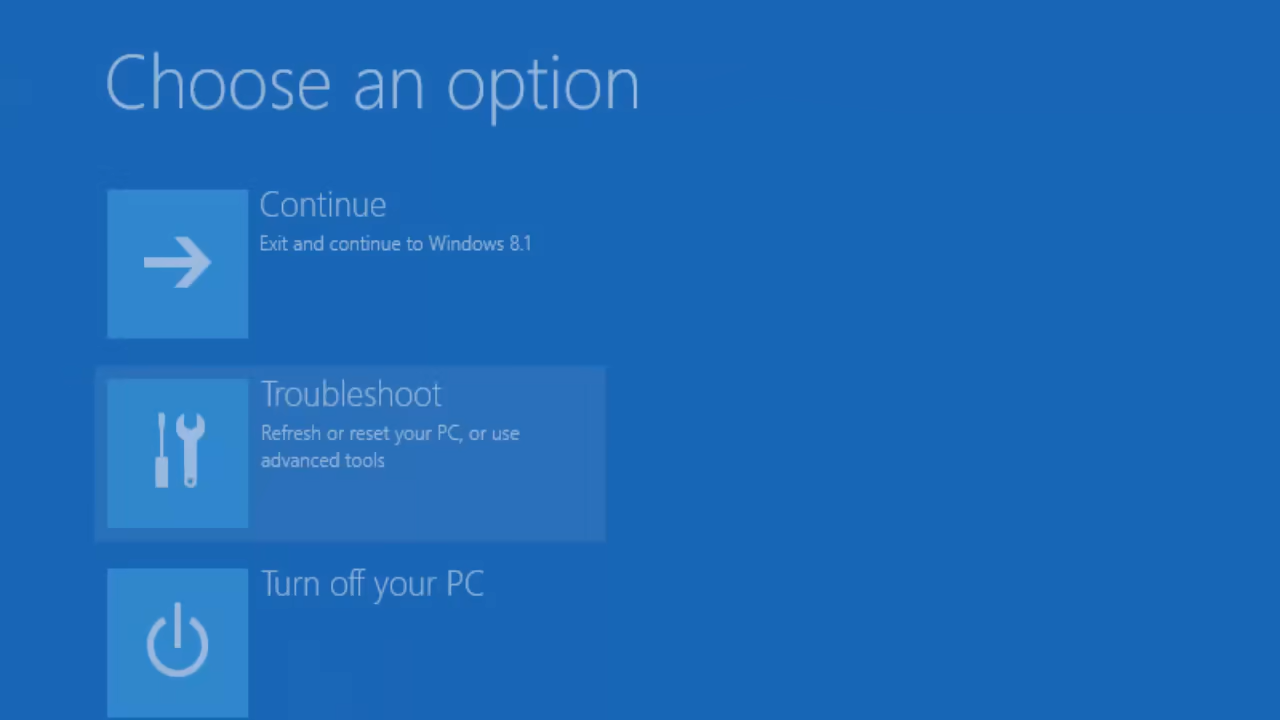 Choose an option
Continue
Exit and continue to Windows 8.1
Troubleshoot
Refresh or reset your PC, or use
advanced tools
Turn off your PC